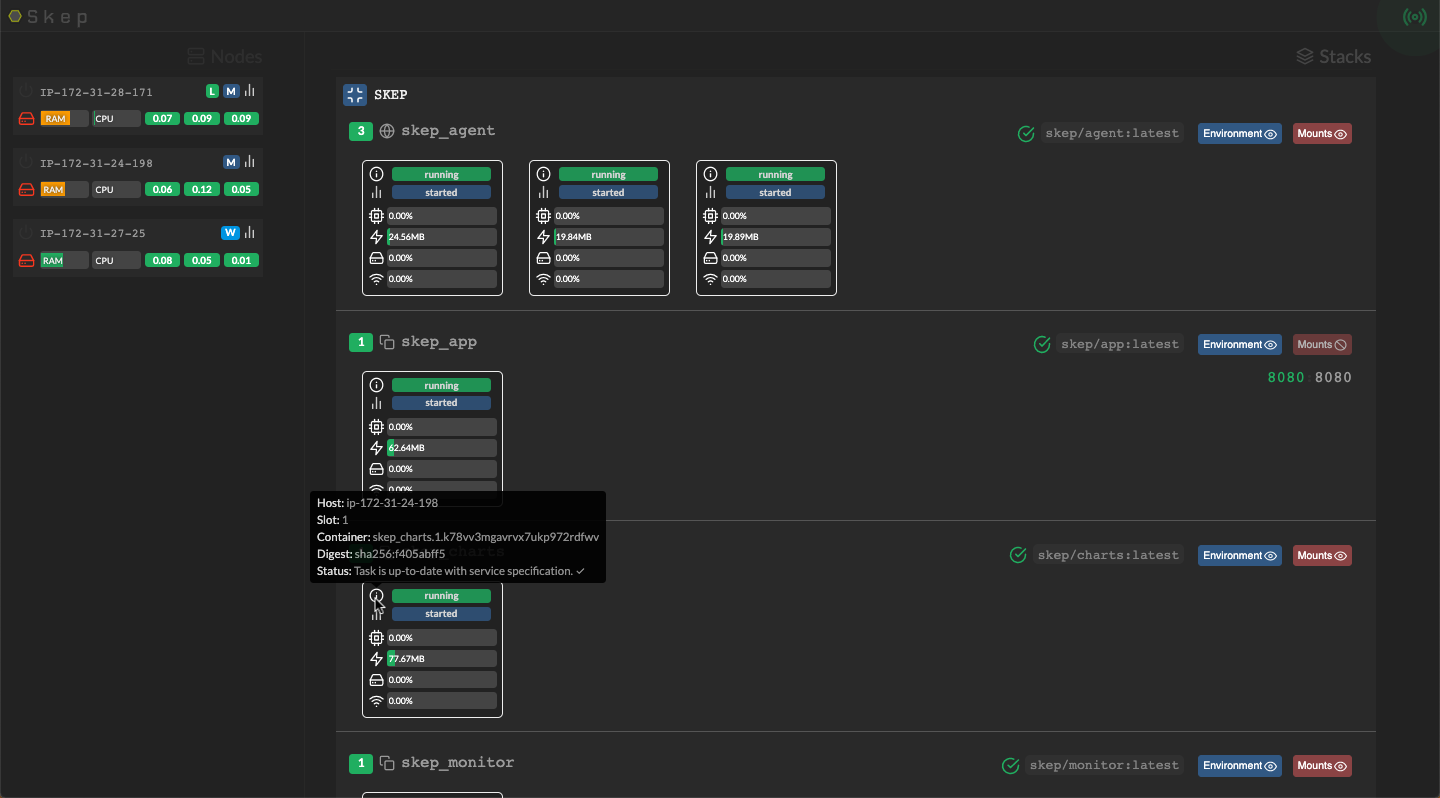 Skep
Nodes
IP-172-31-28-171 L M
RAM CPU 0.07 0.09 0.09
IP-172-31-24-198 M
RAM CPU 0.06 0.12 0.05
IP-172-31-27-25 W
RAM CPU 0.08 0.05 0.01
Stacks
SKEP
3 skep_agent skep/agent:latest Environment Mounts
running running running
started started started
0.00% 0.00% 0.00%
24.56MB 19.84MB 19.89MB
0.00% 0.00% 0.00%
0.00% 0.00% 0.00%
1 skep_app skep/app:latest Environment Mounts
8080:8080
running
started
0.00%
62.64MB
0.00%
0.00%
Host: ip-172-31-24-198
Slot: 1
Container: skep_charts.1.k78vv3mgavrvx7ukp972rdfwv
Digest: sha256:f405abff5
Status: Task is up-to-date with service specification. ✓
charts skep/charts:latest Environment Mounts
running
started
0.00%
77.67MB
0.00%
0.00%
1 skep_monitor skep/monitor:latest Environment Mounts